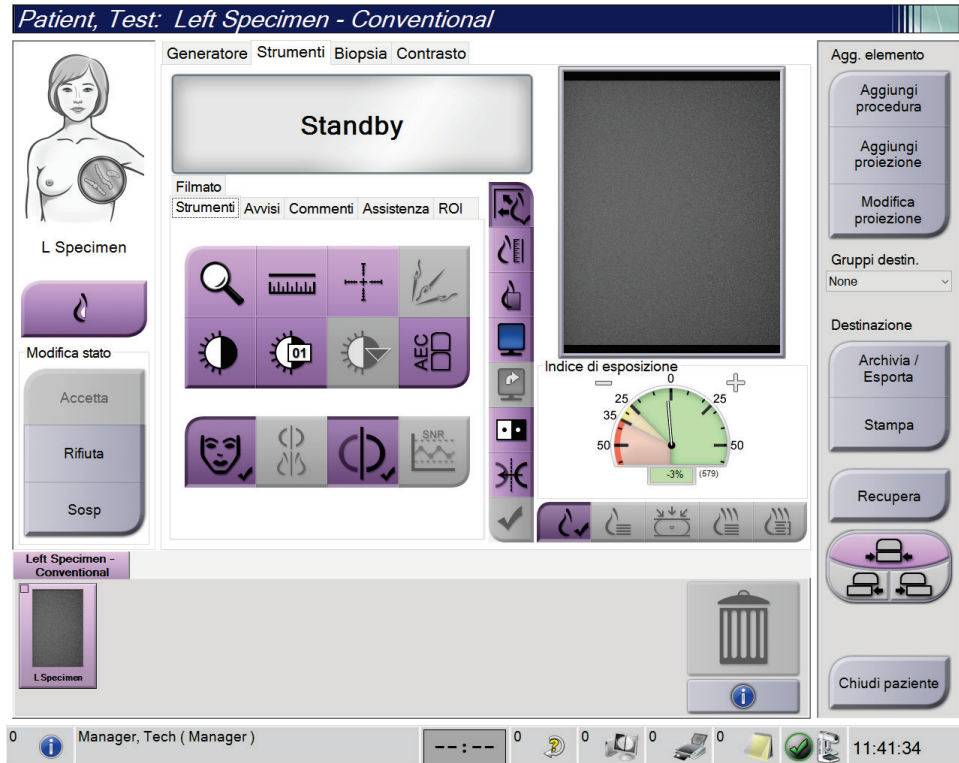 Patient, Test: Left Specimen - Conventional
Generatore Strumenti Biopsia Contrasto
Standby
Filmato
Strumenti Avvisi Commenti Assistenza ROI
L Specimen
Modifica stato
Accetta
Rifiuta
Sosp
01
AEC
SNR
Indice di esposizione
0
25
25
35
50
50
-3%
(579)
Agg. elemento
Aggiungi
procedura
Aggiungi
proiezione
Modifica
proiezione
Gruppi destin.
None
Destinazione
Archivia /
Esporta
Stampa
Recupera
Chiudi paziente
Left Specimen -
Conventional
L Specimen
0
Manager, Tech ( Manager )
--:--
0
0
0
0
11:41:34